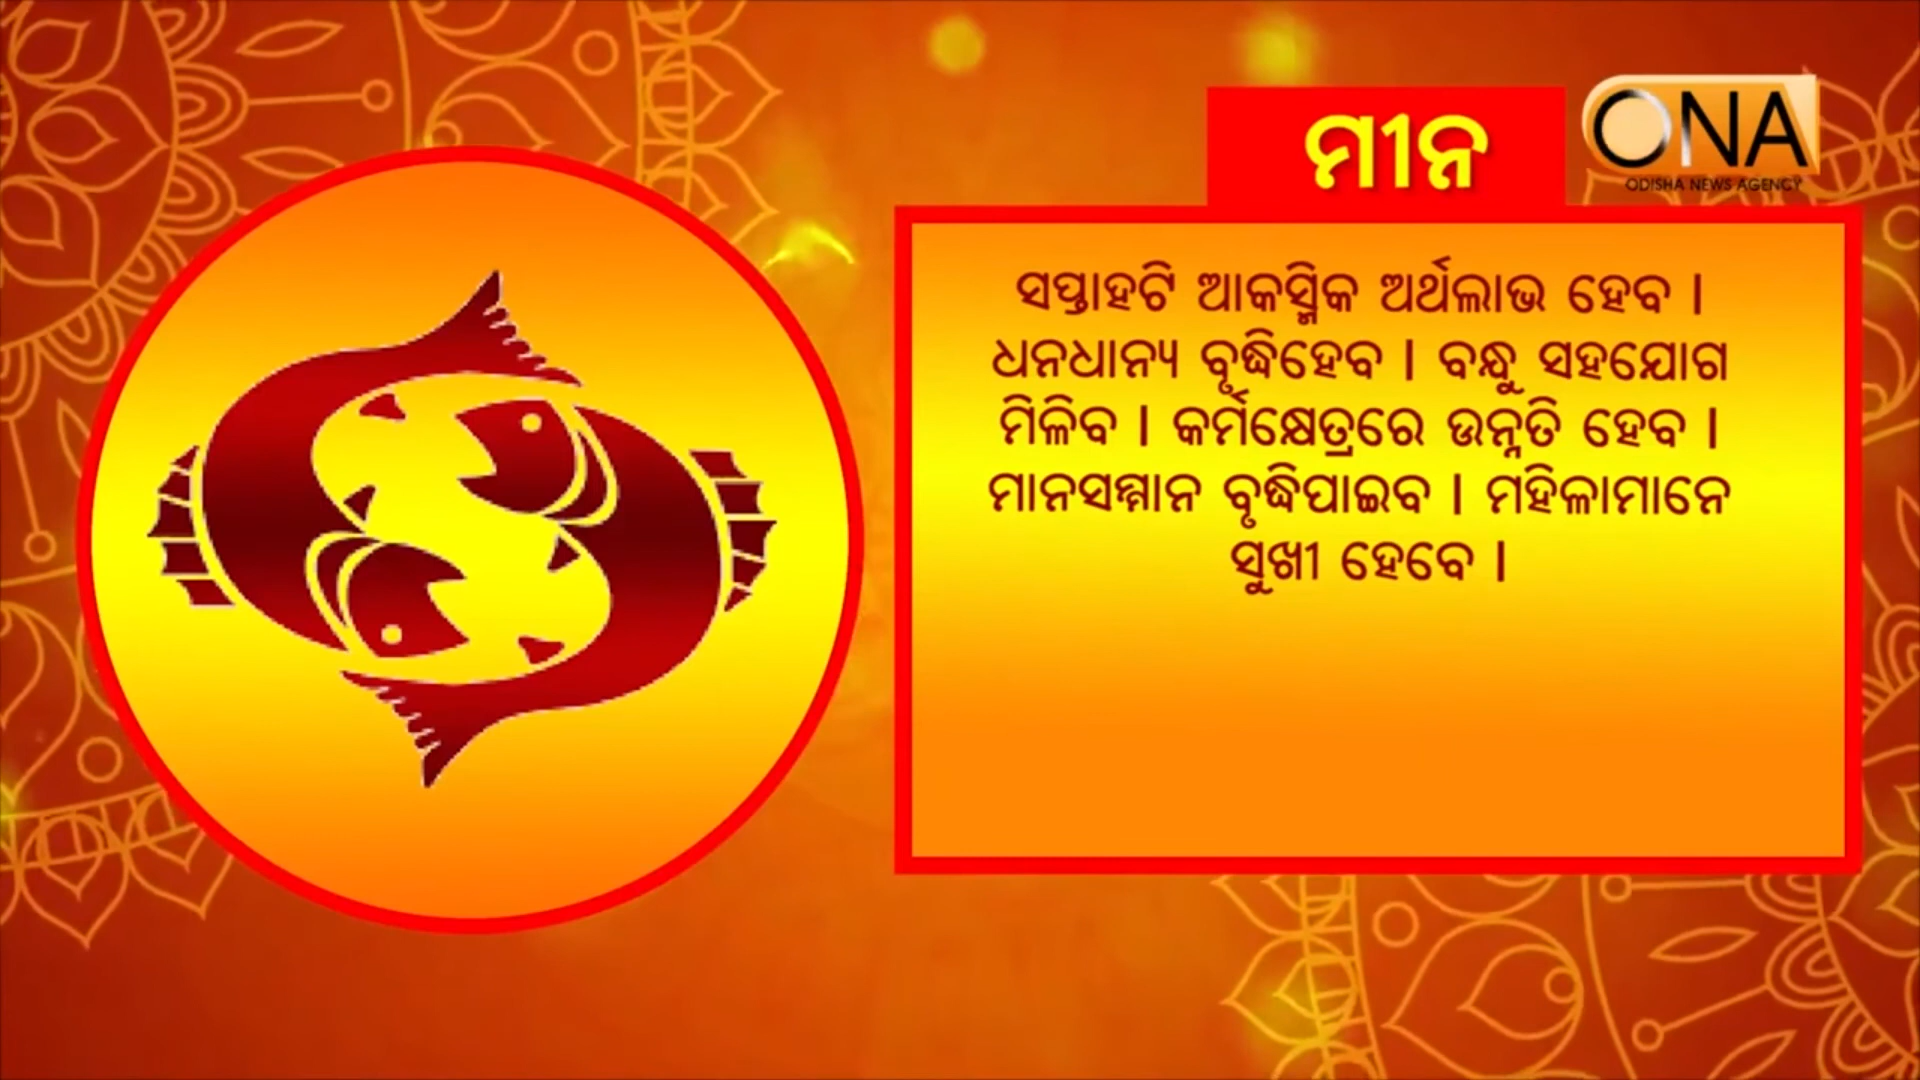 ମୀନ
ONA
ODISHA NEWS AGENCY
ସପ୍ତାହଟି ଆକସ୍ମିକ ଅର୍ଥଲାଭ ହେବ ।
ଧନଧାନ୍ୟ ବୃଦ୍ଧିହେବ । ବନ୍ଧୁ ସହଯୋଗ
ମିଳିବ । କର୍ମକ୍ଷେତ୍ରରେ ଉନ୍ନତି ହେବ ।
ମାନସମ୍ମାନ ବୃଦ୍ଧିପାଇବ । ମହିଳାମାନେ
ସୁଖୀ ହେବେ ।